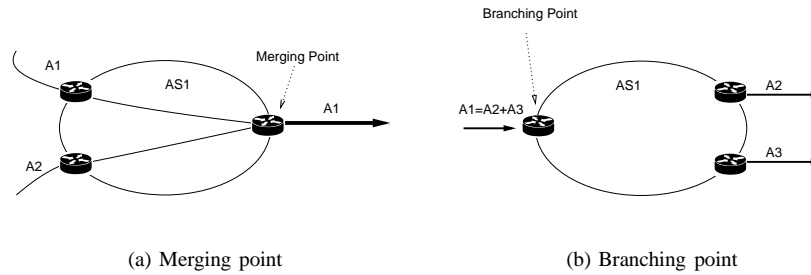 A1
AS1
Merging Point
A1
A2
(a) Merging point
Branching Point
A1=A2+A3
AS1
A2
A3
(b) Branching point